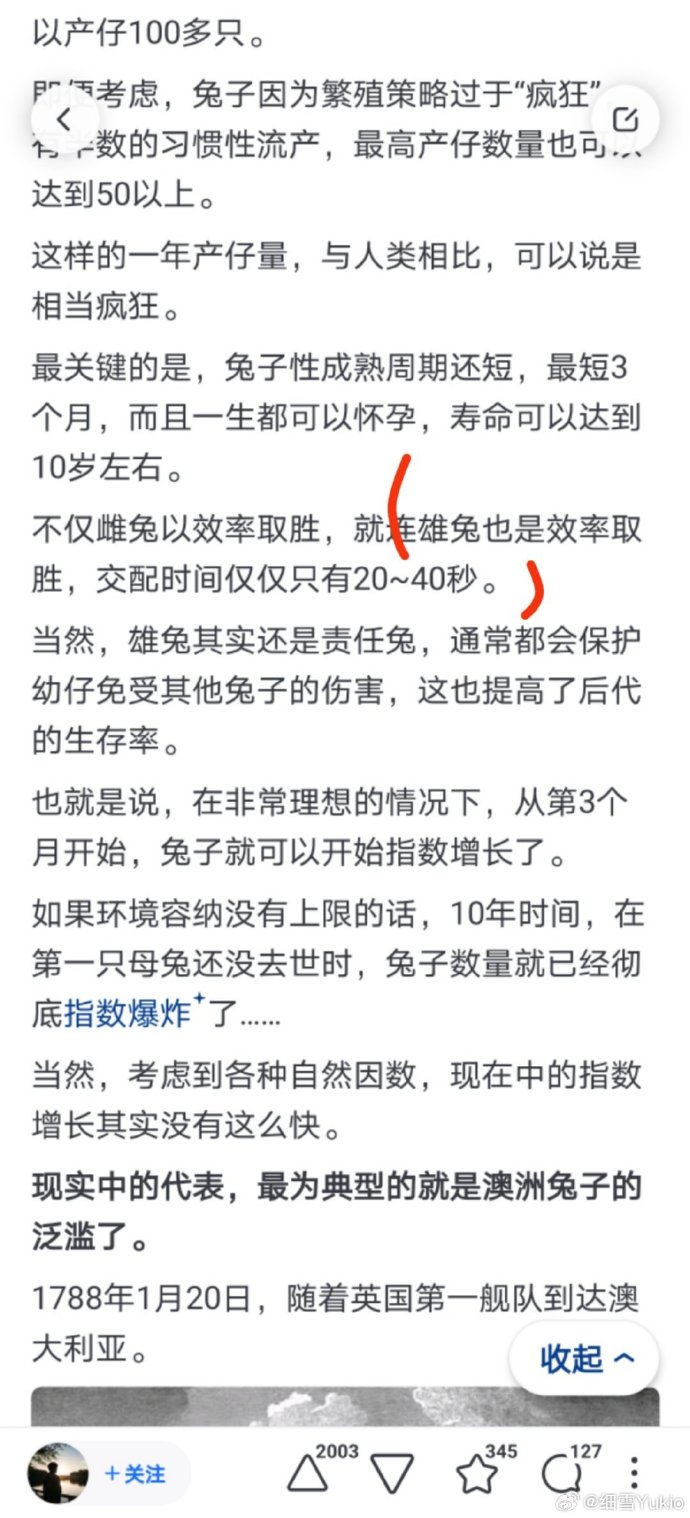 以产仔100多只。
即便考虑，兔子因为繁殖策略过于“疯狂”，
有半数的习惯性流产，最高产仔数量也可以
达到50以上。
这样的一年产仔量，与人类相比，可以说是
相当疯狂。
最关键的是，兔子性成熟周期还短，最短3
个月，而且一生都可以怀孕，寿命可以达到
10岁左右。
不仅雌兔以效率取胜，就连雄兔也是效率取
胜，交配时间仅仅只有20~40秒。
当然，雄兔其实还是责任兔，通常都会保护
幼仔免受其他兔子的伤害，这也提高了后代
的生存率。
也就是说，在非常理想的情况下，从第3个
月开始，兔子就可以开始指数增长了。
如果环境容纳没有上限的话，10年时间，在
第一只母兔还没去世时，兔子数量就已经彻
底指数爆炸了……
当然，考虑到各种自然因数，现在中的指数
增长其实没有这么快。
现实中的代表，最为典型的就是澳洲兔子的
泛滥了。
1788年1月20日，随着英国第一舰队到达澳
大利亚。
收起
+关注
2003
345
127
@细雪Yukio